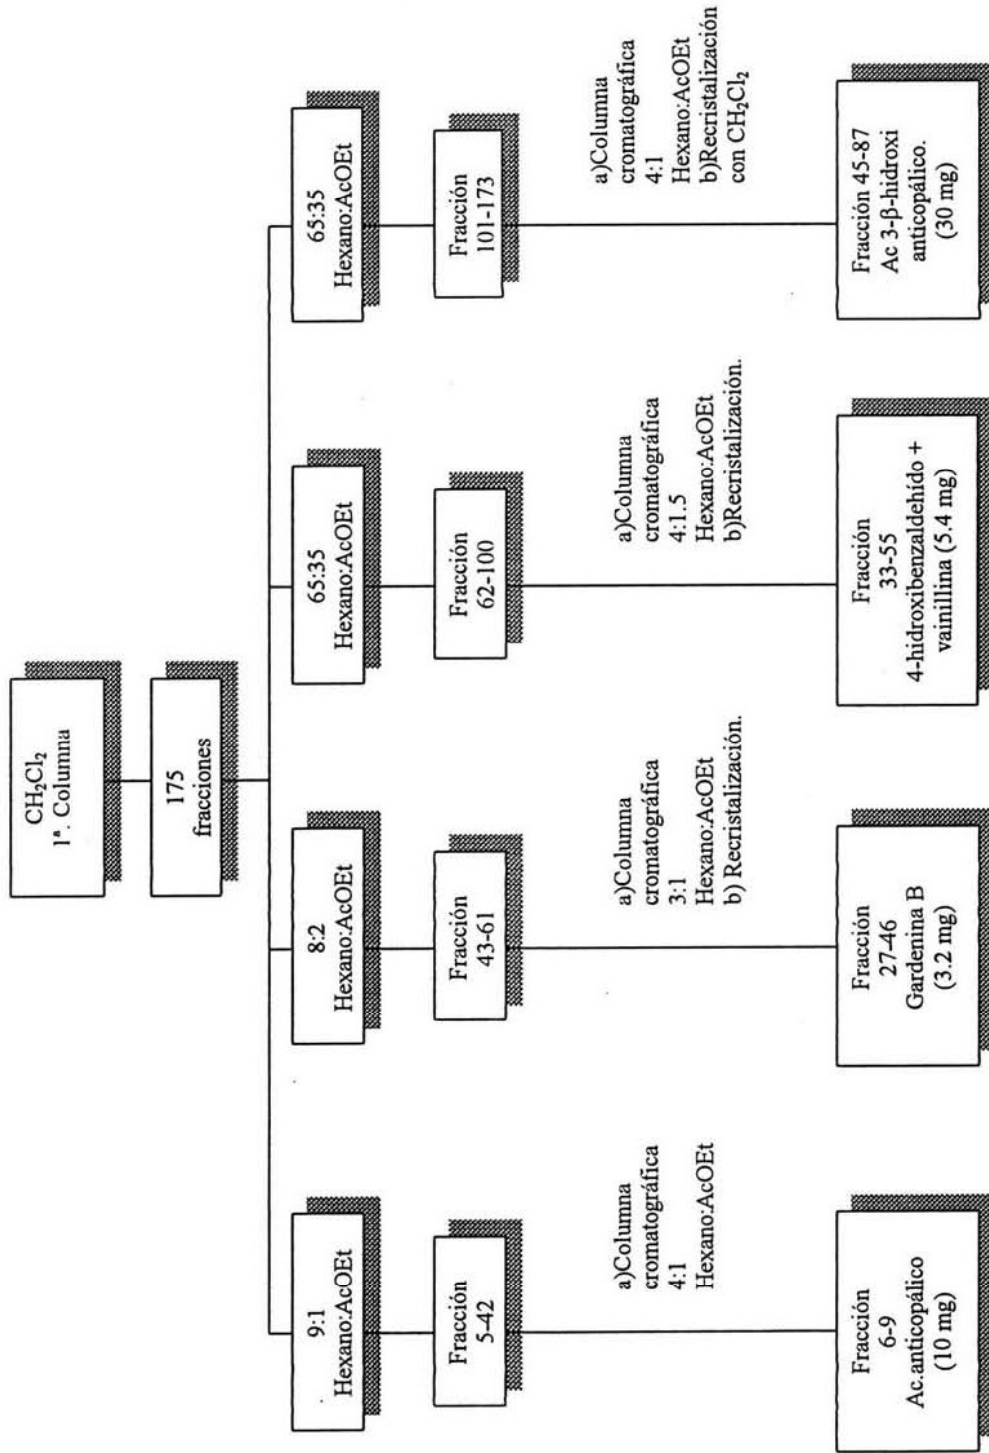 CH₂Cl₂
1ª. Columna
175
fracciones
9:1
Hexano:AcOEt
8:2
Hexano:AcOEt
65:35
Hexano:AcOEt
65:35
Hexano:AcOEt
Fracción
5-42
Fracción
43-61
Fracción
62-100
Fracción
101-173
a)Columna
cromatográfica
4:1
Hexano:AcOEt
a)Columna
cromatográfica
3:1
Hexano:AcOEt
b) Recristalización.
a)Columna
cromatográfica
4:1.5
Hexano:AcOEt
b)Recristalización.
a)Columna
cromatográfica
4:1
Hexano:AcOEt
b)Recristalización
con CH₂Cl₂
Fracción
6-9
Ac.anticopálico
(10 mg)
Fracción
27-46
Gardenina B
(3.2 mg)
Fracción
33-55
4-hidroxibenzaldehído +
vainillina (5.4 mg)
Fracción 45-87
Ac 3-β-hidroxi
anticopálico.
(30 mg)